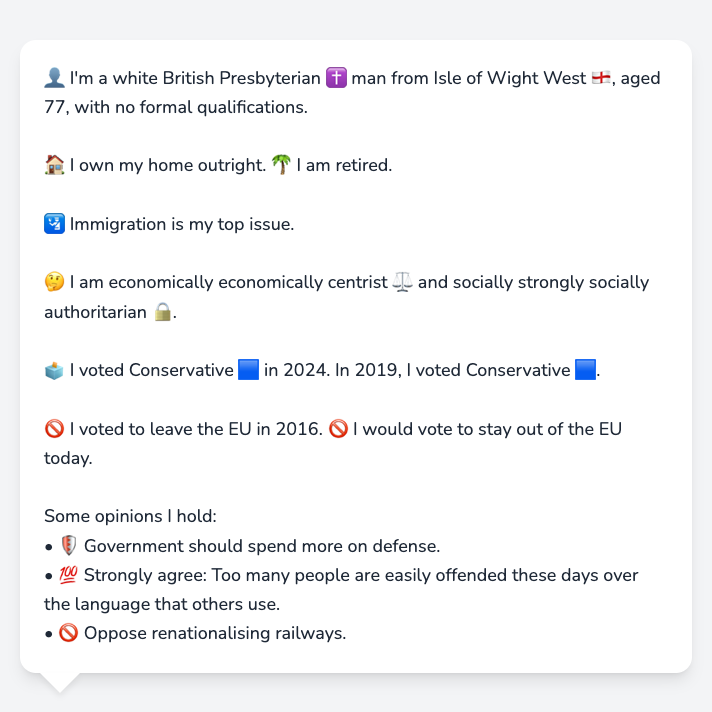 👤 I'm a white British Presbyterian ✝️ man from Isle of Wight West 🏴󠁧󠁢󠁥󠁮󠁧󠁿, aged
77, with no formal qualifications.
🏠 I own my home outright. 🌴 I am retired.
🛂 Immigration is my top issue.
🤔 I am economically economically centrist ⚖️ and socially strongly socially
authoritarian 🔒.
🗳️ I voted Conservative 🟦 in 2024. In 2019, I voted Conservative 🟦.
🚫 I voted to leave the EU in 2016. 🚫 I would vote to stay out of the EU
today.
Some opinions I hold:
• 🛡️ Government should spend more on defense.
• 💯 Strongly agree: Too many people are easily offended these days over
the language that others use.
• 🚫 Oppose renationalising railways.